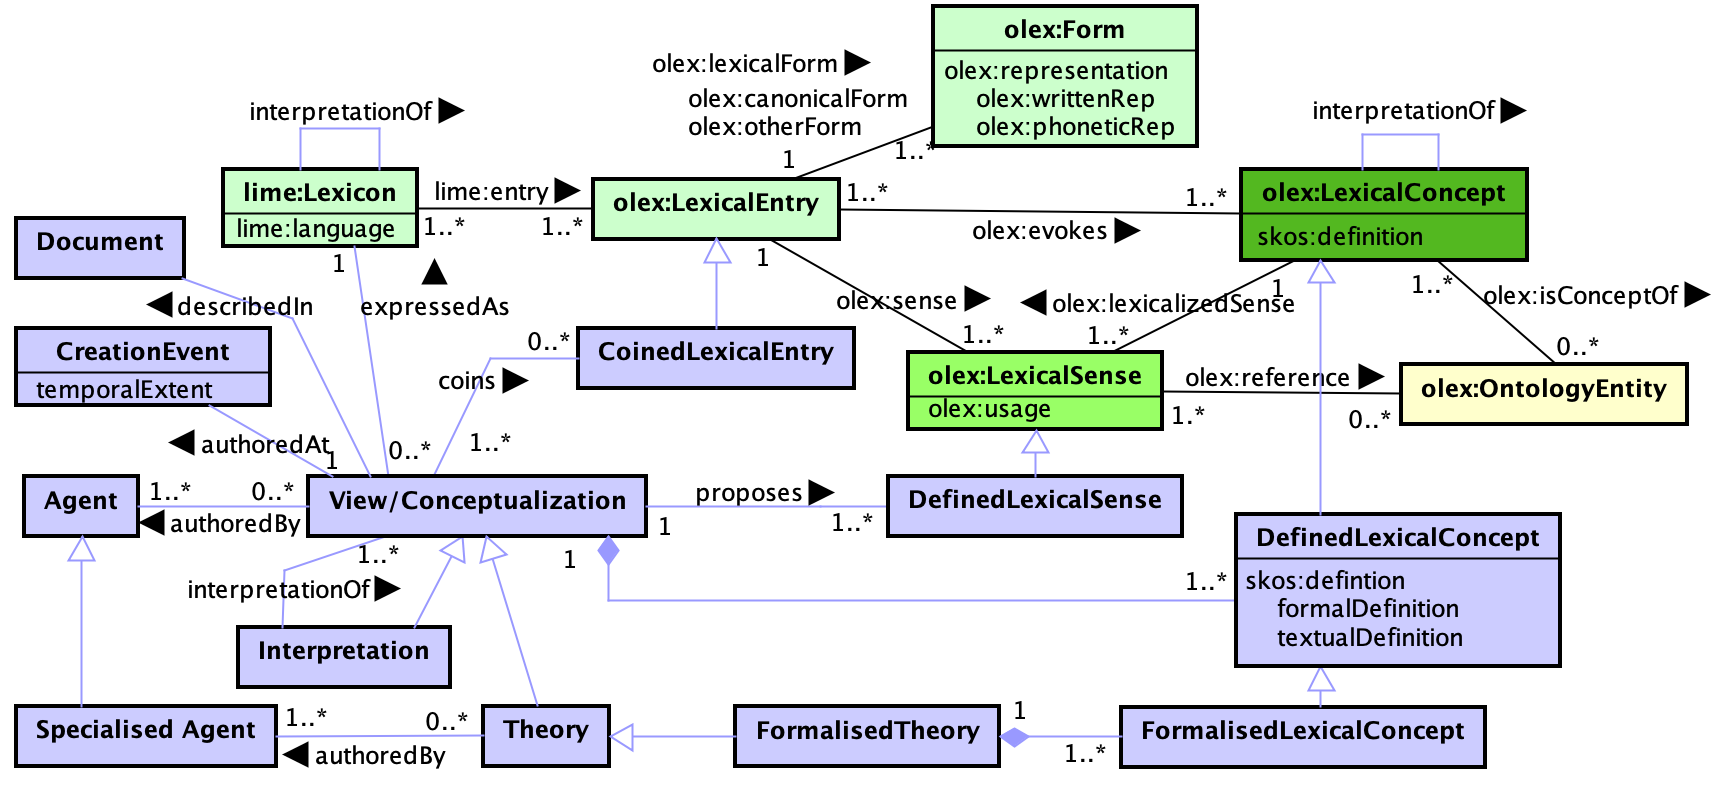 olex:Form
olex:representation
olex:writtenRep
olex:phoneticRep
olex:lexicalForm ▶
olex:canonicalForm
olex:otherForm
1
1..*
interpretationOf ▶
interpretationOf ▶
lime:Lexicon
lime:language
lime:entry ▶
1..*
1..*
olex:LexicalEntry
1..*
1..*
olex:evokes ▶
olex:LexicalConcept
skos:definition
Document
1
▲
expressedAs
◀ describedIn
1
olex:sense ▶
1..*
◀ olex:lexicalizedSense
1
1..*
1..*
olex:isConceptOf ▶
0..*
CreationEvent
temporalExtent
0..*
CoinedLexicalEntry
coins ▶
1..*
olex:LexicalSense
olex:usage
olex:reference ▶
1.*
0..*
olex:OntologyEntity
◀ authoredAt
1
0..*
Agent
1..*
0..*
◀ authoredBy
View/Conceptualization
proposes ▶
1
1..*
DefinedLexicalSense
1..*
1
1..*
DefinedLexicalConcept
skos:defintion
formalDefinition
textualDefinition
interpretationOf ▶
Interpretation
Specialised Agent
1..*
0..*
◀ authoredBy
Theory
FormalisedTheory
1
1..*
FormalisedLexicalConcept